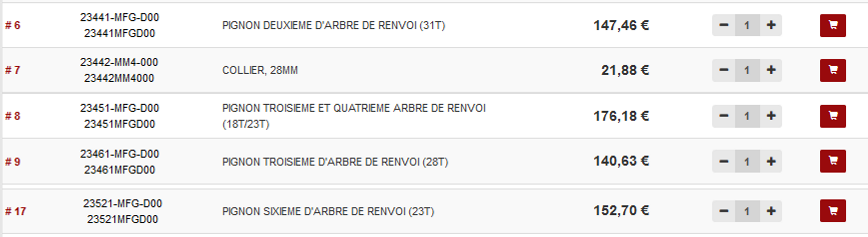 # 6 23441-MFG-D00 PIGNON DEUXIEME D'ARBRE DE RENVOI (31T) 147,46 € 1
23441MFGD00
# 7 23442-MM4-000 COLLIER, 28MM 21,88 € 1
23442MM4000
# 8 23451-MFG-D00 PIGNON TROISIEME ET QUATRIEME ARBRE DE RENVOI 176,18 € 1
23451MFGD00 (18T/23T)
# 9 23461-MFG-D00 PIGNON TROISIEME D'ARBRE DE RENVOI (28T) 140,63 € 1
23461MFGD00
# 17 23521-MFG-D00 PIGNON SIXIEME D'ARBRE DE RENVOI (23T) 152,70 € 1
23521MFGD00